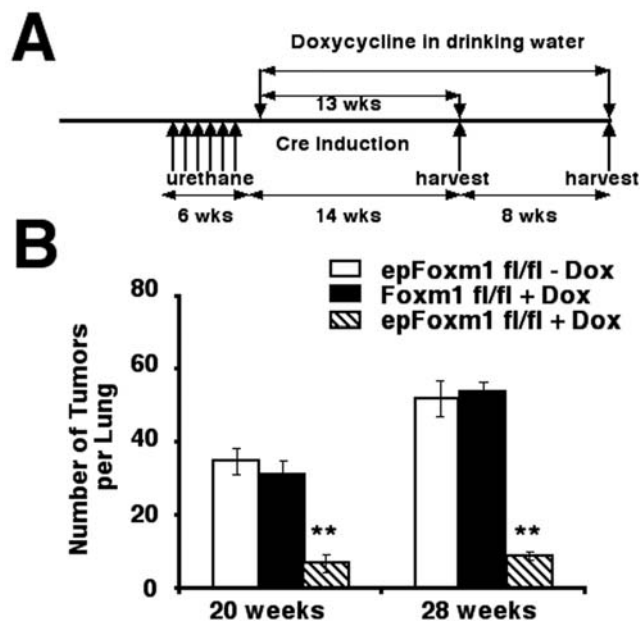 A
Doxycycline in drinking water
13 wks
Cre Induction
urethane harvest harvest
6 wks 14 wks 8 wks
B
epFoxm1 fl/fl - Dox
Foxm1 fl/fl + Dox
epFoxm1 fl/fl + Dox
Number of Tumors
per Lung
80
60
40
20
0
**
**
20 weeks 28 weeks